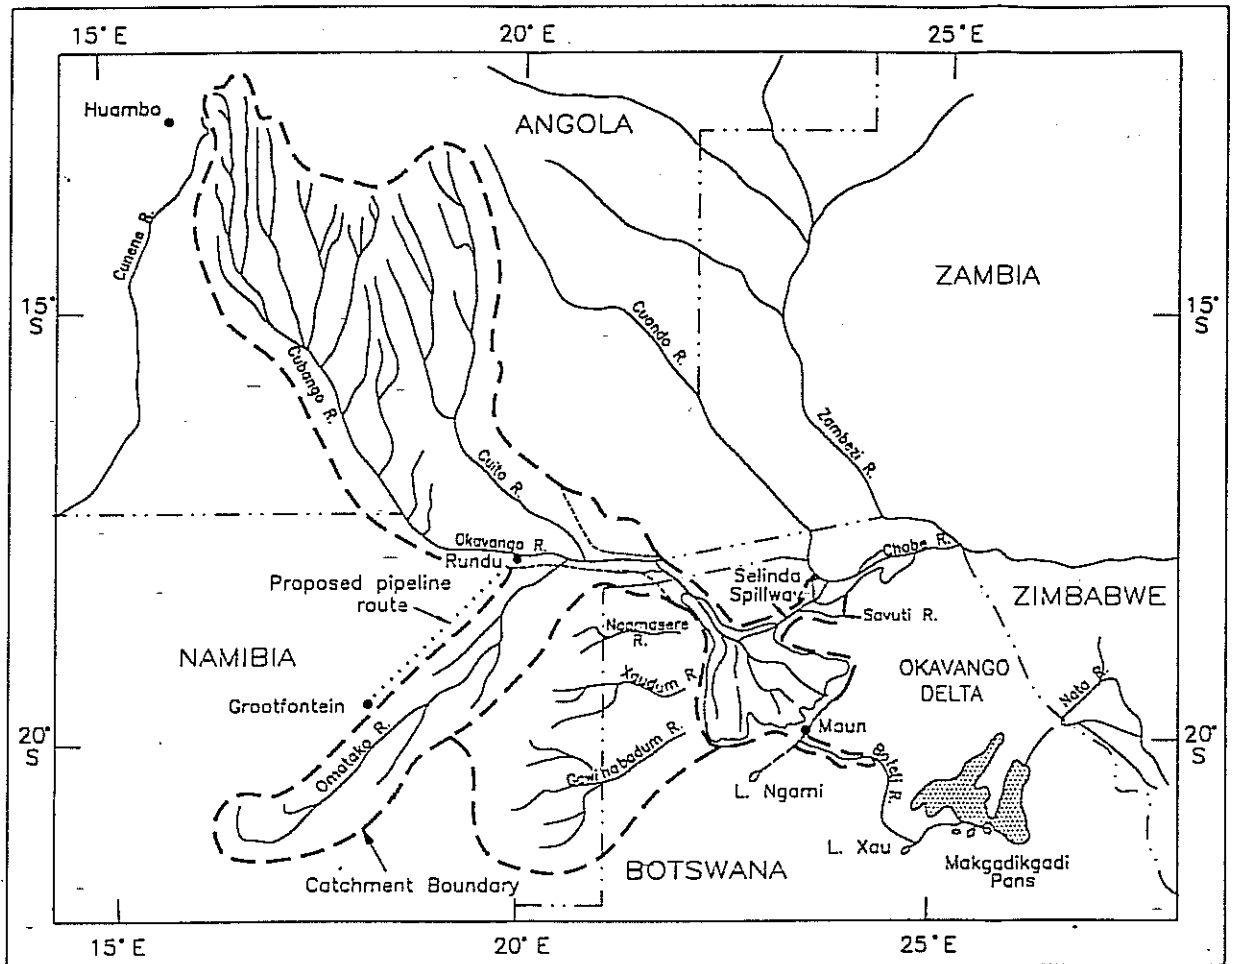 15°E
20°E
25°E
Huambo
ANGOLA
ZAMBIA
Cunene R.
15°
S
15°
S
Cuando R.
Cubango R.
Zambezi R.
Cuito R.
Okavango R.
Rundu
Chobe R.
Proposed pipeline
route
Selinda
Spillway
ZIMBABWE
Savuti R.
Ncamasere
R.
NAMIBIA
OKAVANGO
DELTA
Xaudum R
Nata R.
Grootfontein
Maun
20°
S
20°
S
Omatako R.
Gcwihabadum R.
Boteti R.
L. Ngami
L. Xau
Makgadikgadi
Pans
Catchment Boundary
BOTSWANA
15°E
20°E
25°E